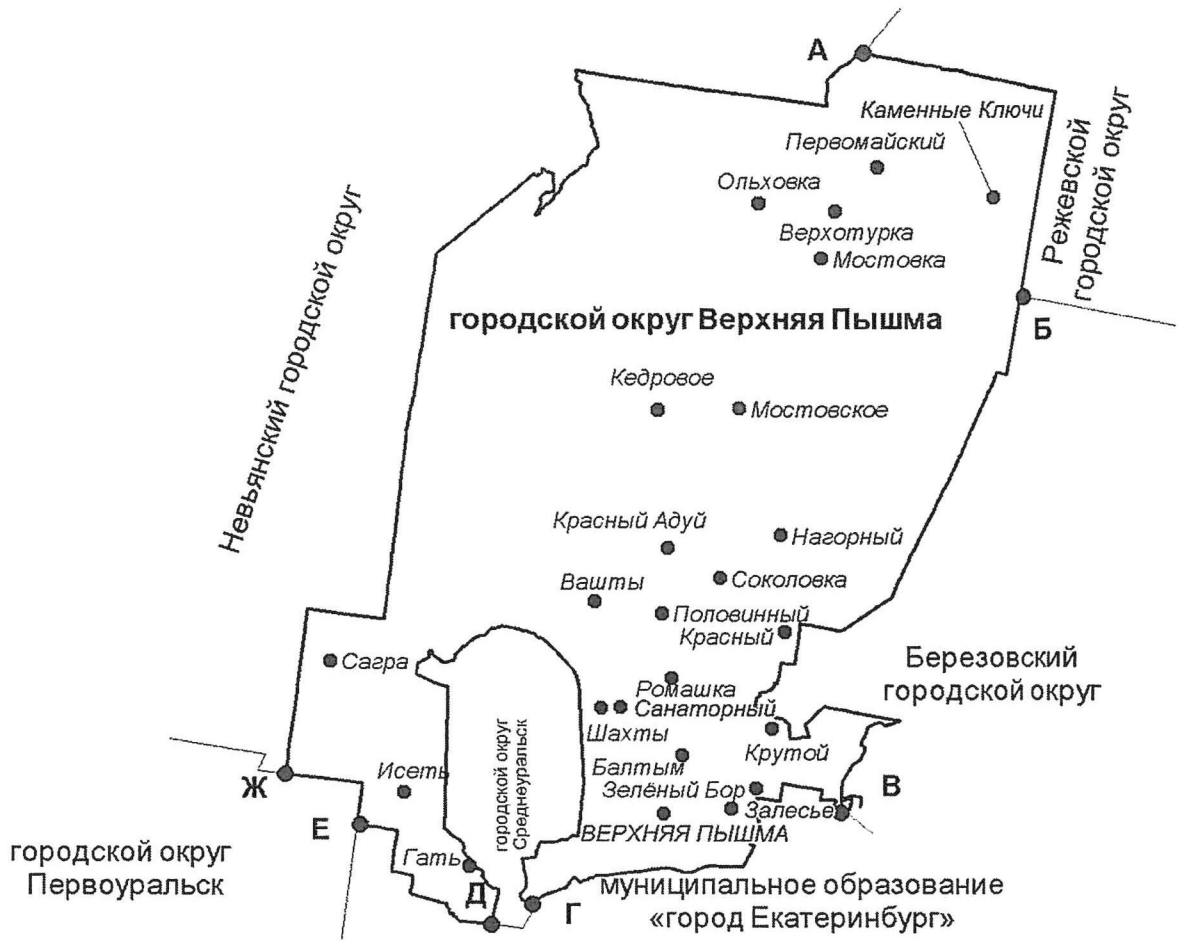 А
Каменные Ключи
Первомайский
Ольховка
Верхотурка
Мостовка
Режевской
городской округ
Невьянский городской округ
городской округ Верхняя Пышма
Б
Кедровое
Мостовское
Красный Адуй
Нагорный
Вашты
Соколовка
Половинный
Красный
Сагра
Березовский
городской округ
Ромашка
Санаторный
Шахты
Крутой
городской округ
Среднеуральск
Балтым
Ж
Исеть
Зелёный Бор
В
Залесье
Е
ВЕРХНЯЯ ПЫШМА
городской округ
Первоуральск
Гать
Д
Г
муниципальное образование
«город Екатеринбург»